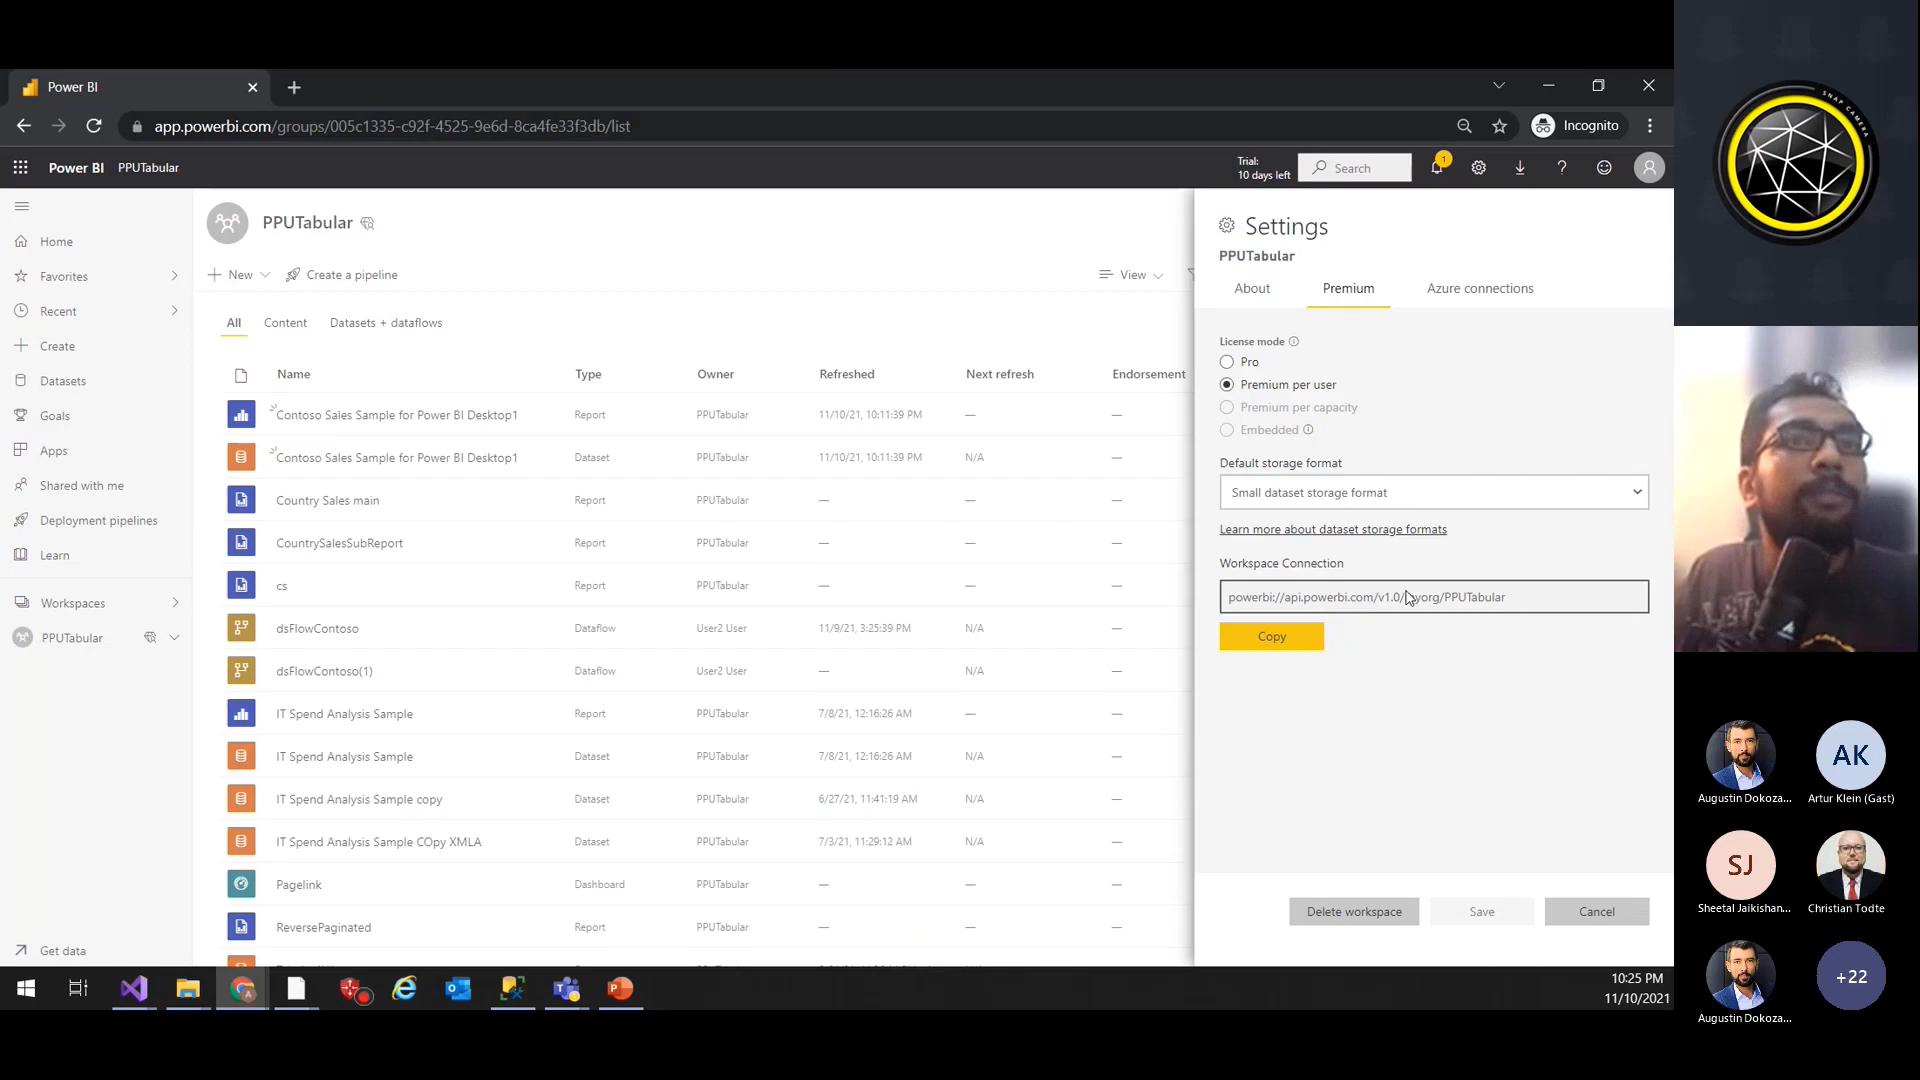 Power BI
app.powerbi.com/groups/005c1335-c92f-4525-9e6d-8ca4fe33f3db/list
Incognito
Power BI PPUTabular
Trial:
10 days left
Search
1
Home
Favorites
Recent
Create
Datasets
Goals
Apps
Shared with me
Deployment pipelines
Learn
Workspaces
PPUTabular
Get data
PPUTabular
New
Create a pipeline
View
All Content Datasets + dataflows
Name Type Owner Refreshed Next refresh Endorsement
Contoso Sales Sample for Power BI Desktop1 Report PPUTabular 11/10/21, 10:11:39 PM — —
Contoso Sales Sample for Power BI Desktop1 Dataset PPUTabular 11/10/21, 10:11:39 PM N/A —
Country Sales main Report PPUTabular — — —
CountrySalesSubReport Report PPUTabular — — —
cs Report PPUTabular — — —
dsFlowContoso Dataflow User2 User 11/9/21, 3:25:39 PM N/A —
dsFlowContoso(1) Dataflow User2 User — N/A —
IT Spend Analysis Sample Report PPUTabular 7/8/21, 12:16:26 AM — —
IT Spend Analysis Sample Dataset PPUTabular 7/8/21, 12:16:26 AM N/A —
IT Spend Analysis Sample copy Dataset PPUTabular 6/27/21, 11:41:19 AM N/A —
IT Spend Analysis Sample COpy XMLA Dataset PPUTabular 7/3/21, 11:29:12 AM N/A —
Pagelink Dashboard PPUTabular — — —
ReversePaginated Report PPUTabular — — —
Settings
PPUTabular
About Premium Azure connections
License mode
Pro
Premium per user
Premium per capacity
Embedded
Default storage format
Small dataset storage format
Learn more about dataset storage formats
Workspace Connection
powerbi://api.powerbi.com/v1.0/ yorg/PPUTabular
Copy
Delete workspace Save Cancel
10:25 PM
11/10/2021
SNAP CAMERA
Augustin Dokoza...
AK
Artur Klein (Gast)
SJ
Sheetal Jaikishan...
Christian Todte
Augustin Dokoza...
+22